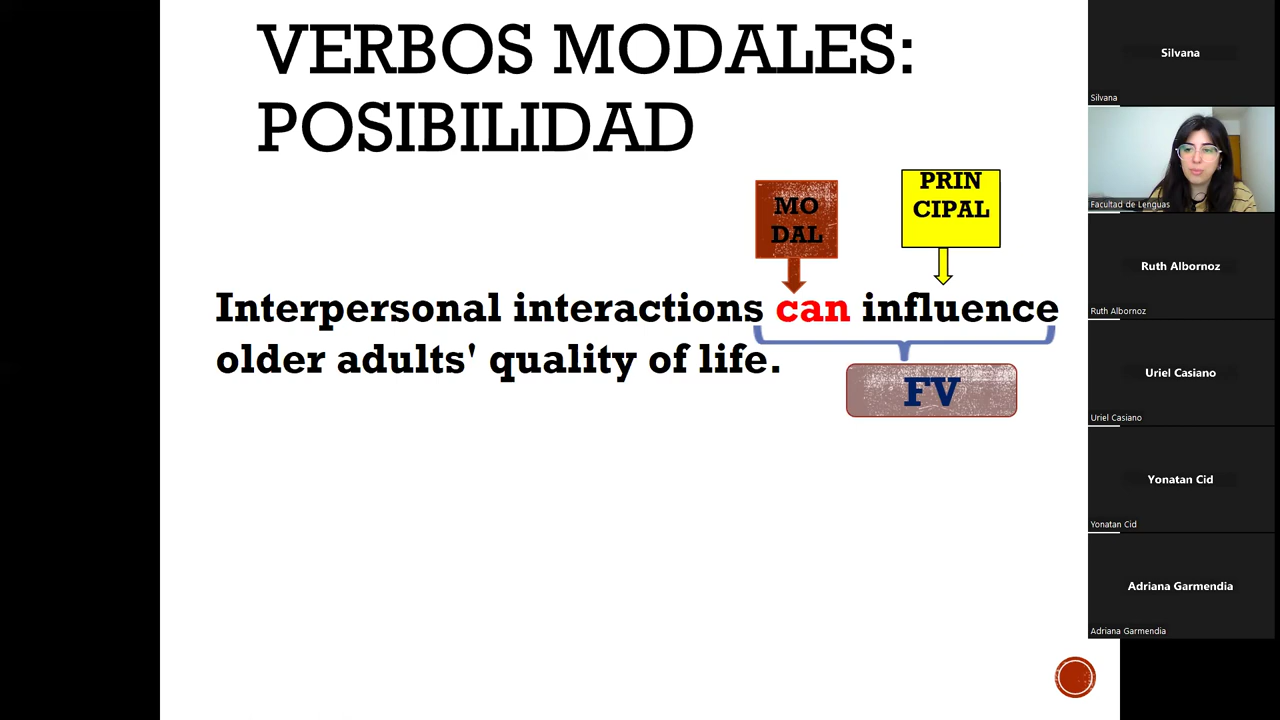 VERBOS MODALES:
POSIBILIDAD
MO
DAL
PRIN
CIPAL
Interpersonal interactions can influence
older adults' quality of life.
FV
Silvana
Silvana
Facultad de Lenguas
Ruth Albornoz
Ruth Albornoz
Uriel Casiano
Uriel Casiano
Yonatan Cid
Yonatan Cid
Adriana Garmendia
Adriana Garmendia